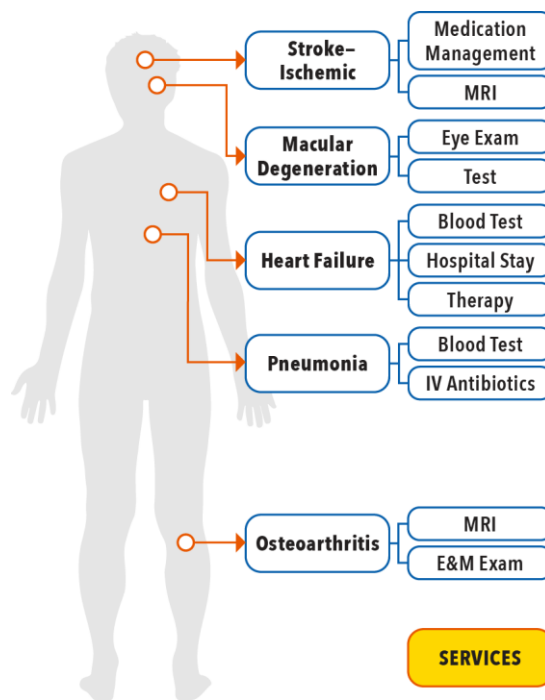 Stroke–
Ischemic
Medication
Management
MRI
Macular
Degeneration
Eye Exam
Test
Heart Failure
Blood Test
Hospital Stay
Therapy
Pneumonia
Blood Test
IV Antibiotics
Osteoarthritis
MRI
E&M Exam
SERVICES